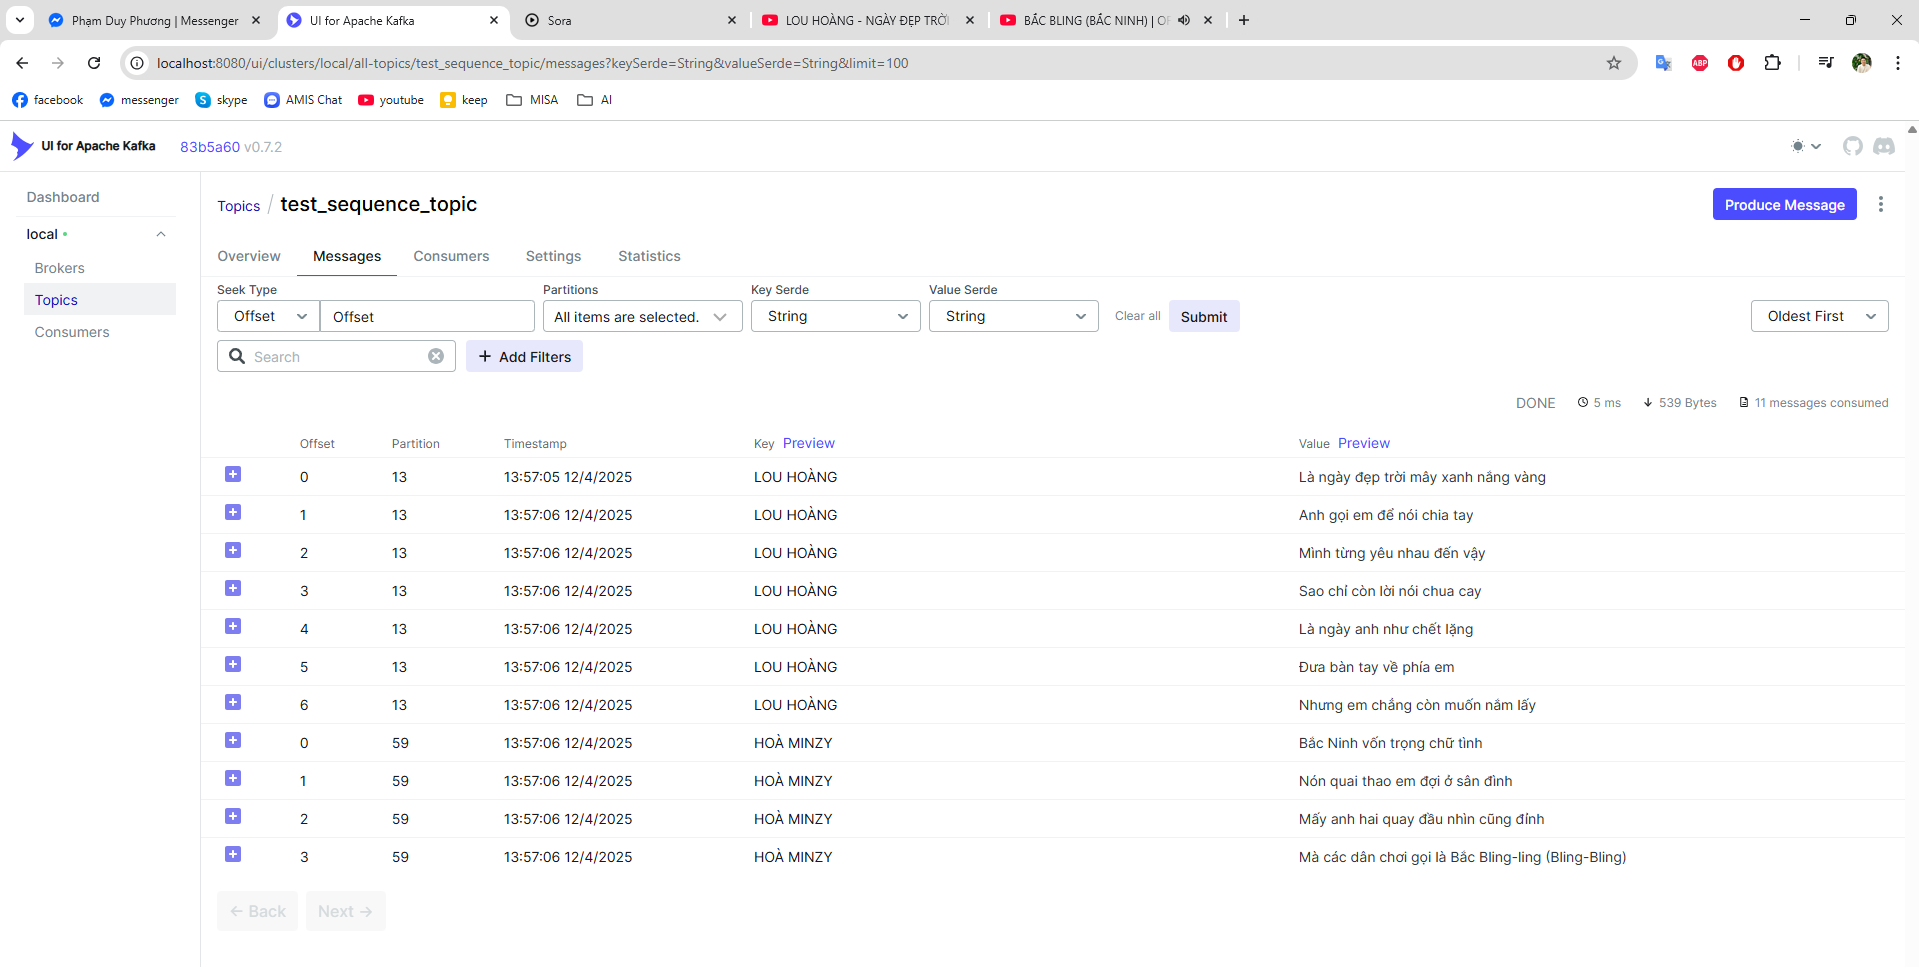 Phạm Duy Phương | Messenger
UI for Apache Kafka
Sora
LOU HOÀNG - NGÀY ĐẸP TRỜI
BẮC BLING (BẮC NINH) | OF
localhost:8080/ui/clusters/local/all-topics/test_sequence_topic/messages?keySerde=String&valueSerde=String&limit=100
ABP
facebook messenger skype AMIS Chat youtube keep MISA AI
UI for Apache Kafka 83b5a60 v0.7.2
Dashboard
local
Brokers
Topics
Consumers
Topics / test_sequence_topic
Produce Message
Overview Messages Consumers Settings Statistics
Seek Type Partitions Key Serde Value Serde
Offset Offset All items are selected. String String Clear all Submit Oldest First
Search + Add Filters
DONE 5 ms 539 Bytes 11 messages consumed
Offset Partition Timestamp Key Preview Value Preview
0 13 13:57:05 12/4/2025 LOU HOÀNG Là ngày đẹp trời mây xanh nắng vàng
1 13 13:57:06 12/4/2025 LOU HOÀNG Anh gọi em để nói chia tay
2 13 13:57:06 12/4/2025 LOU HOÀNG Mình từng yêu nhau đến vậy
3 13 13:57:06 12/4/2025 LOU HOÀNG Sao chỉ còn lời nói chua cay
4 13 13:57:06 12/4/2025 LOU HOÀNG Là ngày anh như chết lặng
5 13 13:57:06 12/4/2025 LOU HOÀNG Đưa bàn tay về phía em
6 13 13:57:06 12/4/2025 LOU HOÀNG Nhưng em chẳng còn muốn nắm lấy
0 59 13:57:06 12/4/2025 HOÀ MINZY Bắc Ninh vốn trọng chữ tình
1 59 13:57:06 12/4/2025 HOÀ MINZY Nón quai thao em đợi ở sân đình
2 59 13:57:06 12/4/2025 HOÀ MINZY Mấy anh hai quay đầu nhìn cũng đỉnh
3 59 13:57:06 12/4/2025 HOÀ MINZY Mà các dân chơi gọi là Bắc Bling-ling (Bling-Bling)
← Back Next →